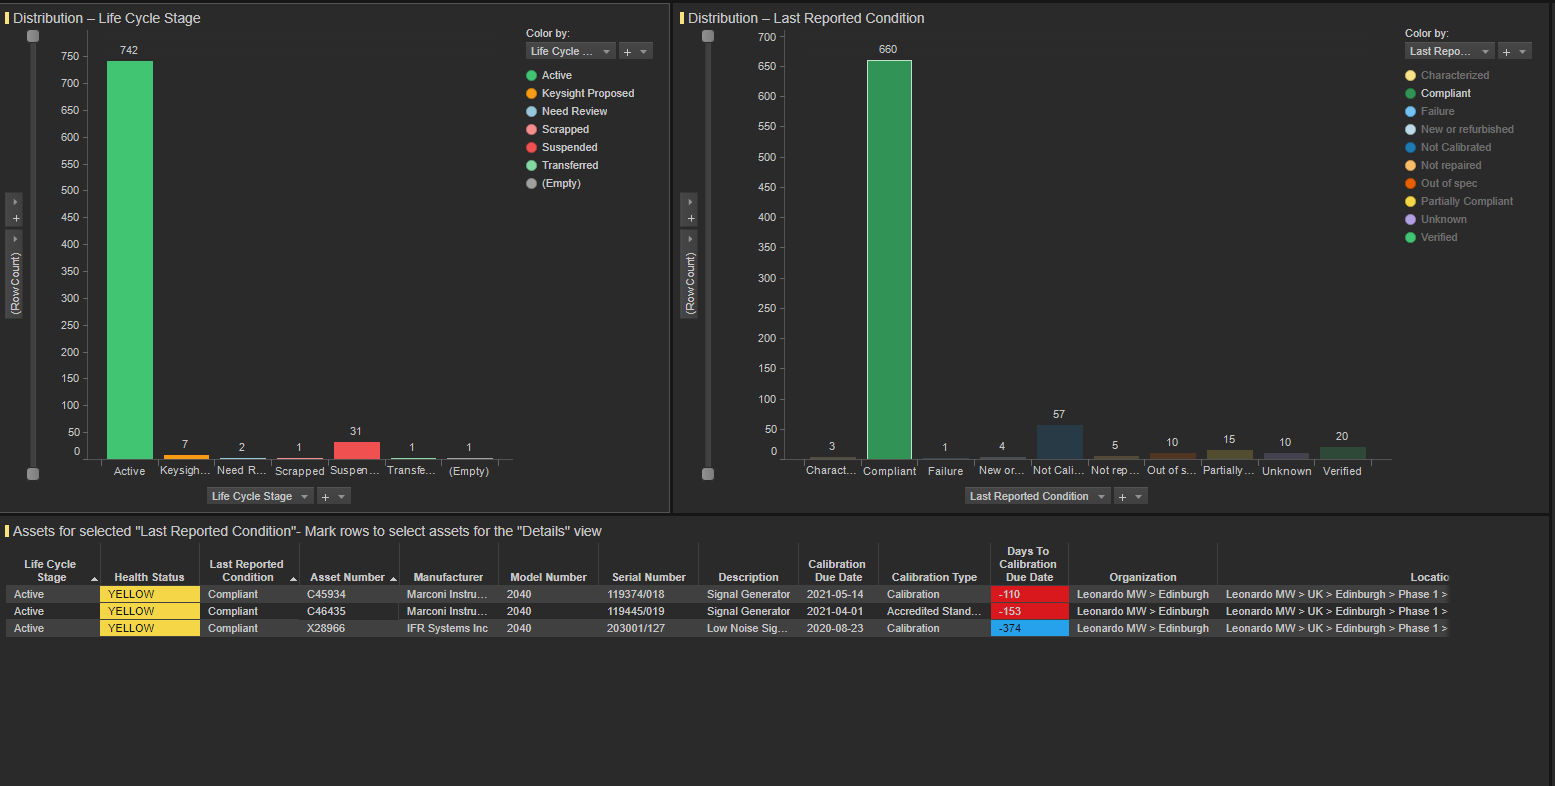 Distribution – Life Cycle Stage
742
750
700
650
600
550
500
450
400
350
300
250
200
150
100
50
0
7
2
1
31
1
1
Active
Keysigh...
Need R...
Scrapped
Suspen...
Transfe...
(Empty)
(Row Count)
+
Life Cycle Stage
+
Color by:
Life Cycle ...
+
Active
Keysight Proposed
Need Review
Scrapped
Suspended
Transferred
(Empty)
Distribution – Last Reported Condition
660
700
650
600
550
500
450
400
350
300
250
200
150
100
50
0
3
1
4
57
5
10
15
10
20
Charact...
Compliant
Failure
New or...
Not Cali...
Not rep...
Out of s...
Partially ...
Unknown
Verified
(Row Count)
+
Last Reported Condition
+
Color by:
Last Repo...
+
Characterized
Compliant
Failure
New or refurbished
Not Calibrated
Not repaired
Out of spec
Partially Compliant
Unknown
Verified
Assets for selected "Last Reported Condition"- Mark rows to select assets for the "Details" view
Life Cycle Stage Health Status Last Reported Condition Asset Number Manufacturer Model Number Serial Number Description Calibration Due Date Calibration Type Days To Calibration Due Date Organization Locatio
Active YELLOW Compliant C45934 Marconi Instru... 2040 119374/018 Signal Generator 2021-05-14 Calibration -110 Leonardo MW > Edinburgh Leonardo MW > UK > Edinburgh > Phase 1 >
Active YELLOW Compliant C46435 Marconi Instru... 2040 119445/019 Signal Generator 2021-04-01 Accredited Stand... -153 Leonardo MW > Edinburgh Leonardo MW > UK > Edinburgh > Phase 1 >
Active YELLOW Compliant X28966 IFR Systems Inc 2040 203001/127 Low Noise Sig... 2020-08-23 Calibration -374 Leonardo MW > Edinburgh Leonardo MW > UK > Edinburgh > Phase 1 >